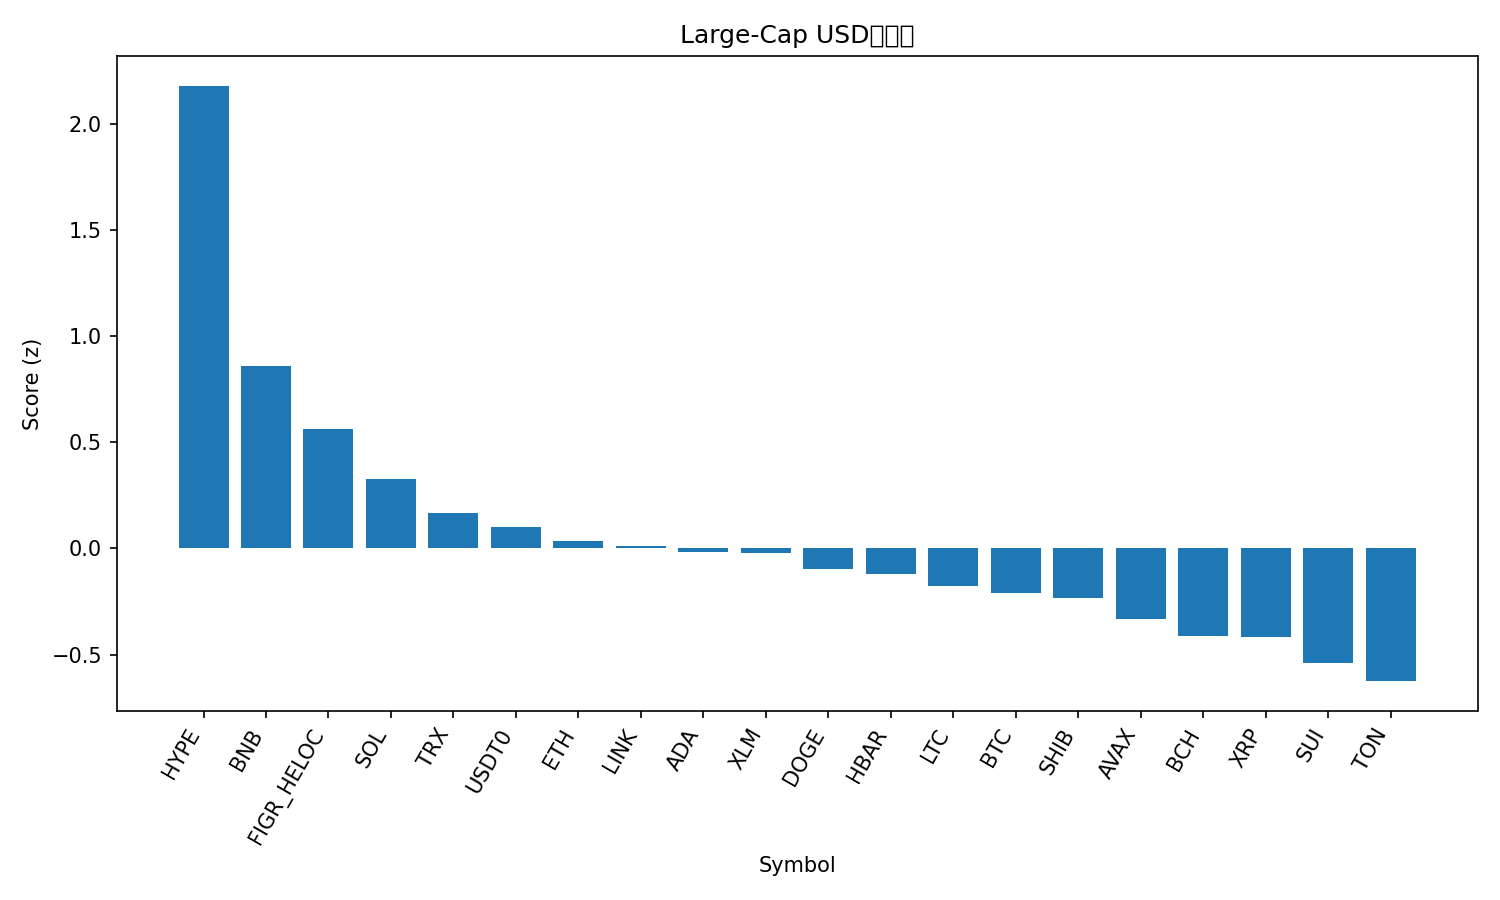 Large-Cap USD
Score (z)
2.0
1.5
1.0
0.5
0.0
−0.5
HYPE
BNB
FIGR_HELOC
SOL
TRX
USDT0
ETH
LINK
ADA
XLM
DOGE
HBAR
LTC
BTC
SHIB
AVAX
BCH
XRP
SUI
TON
Symbol